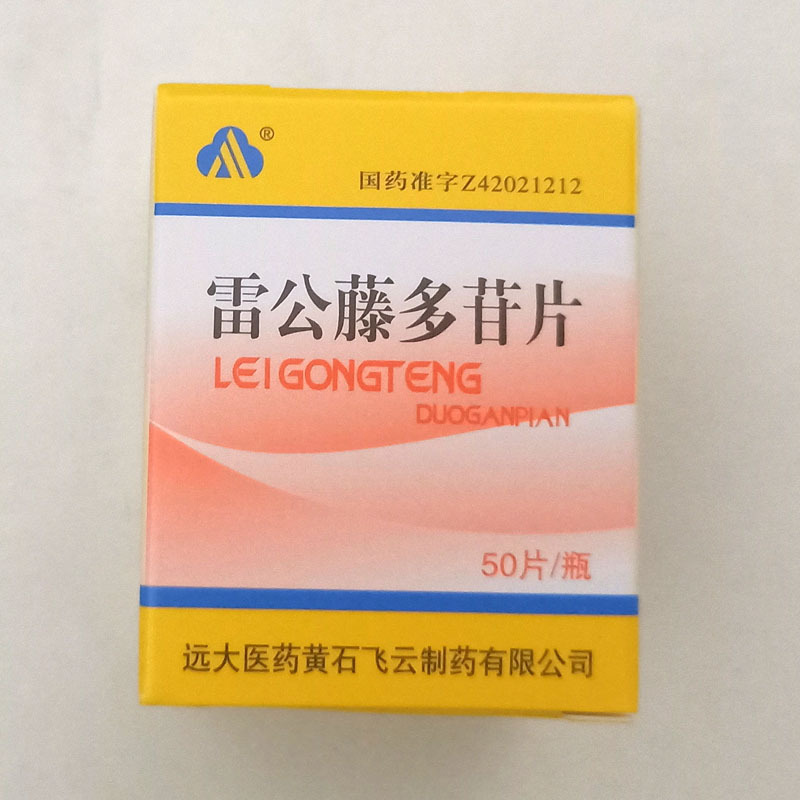 ®
国药准字Z42021212
雷公藤多苷片
LEIGONGTENG
DUOGANPIAN
50片/瓶
远大医药黄石飞云制药有限公司